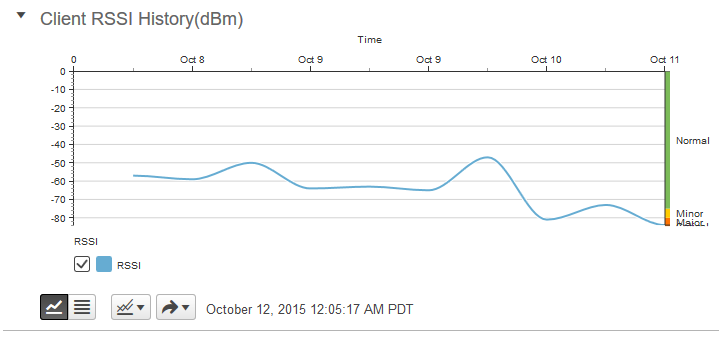 Client RSSI History(dBm)
Time
0 Oct 8 Oct 9 Oct 9 Oct 10 Oct 11
0
-10
-20
-30
-40
-50
-60
-70
-80
Normal
Minor
Major
RSSI
RSSI
October 12, 2015 12:05:17 AM PDT